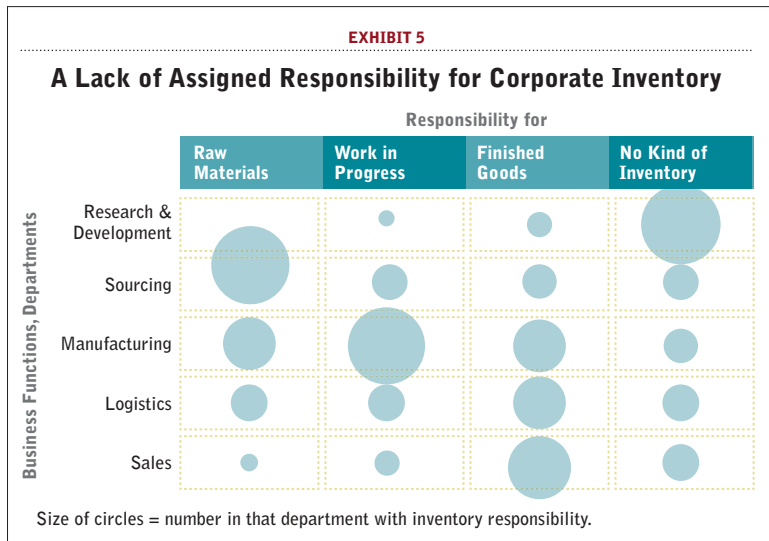 EXHIBIT 5
A Lack of Assigned Responsibility for Corporate Inventory
Responsibility for
Raw
Materials
Work in
Progress
Finished
Goods
No Kind of
Inventory
Business Functions, Departments
Research &
Development
Sourcing
Manufacturing
Logistics
Sales
Size of circles = number in that department with inventory responsibility.